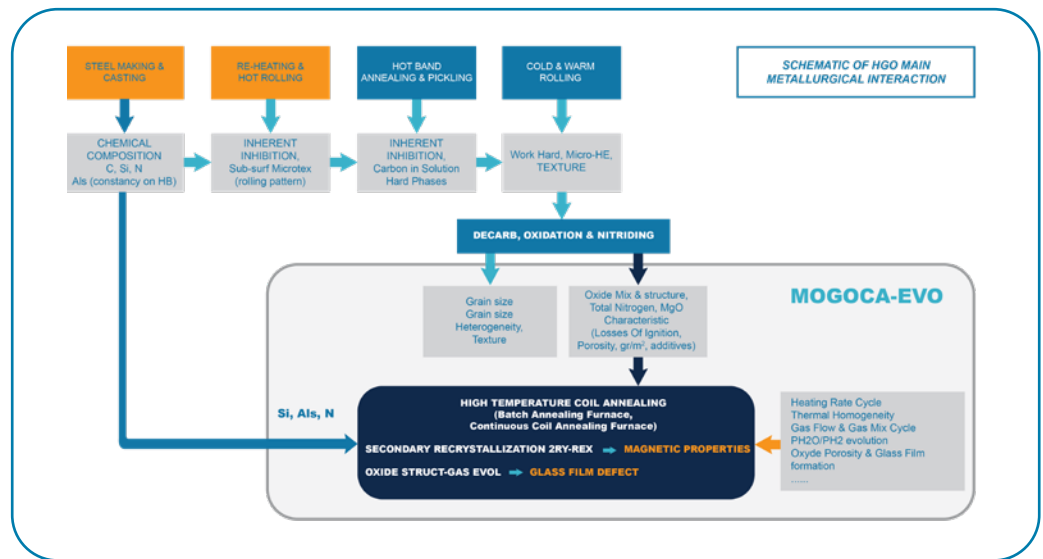 STEEL MAKING &
CASTING
RE-HEATING &
HOT ROLLING
HOT BAND
ANNEALING & PICKLING
COLD & WARM
ROLLING
SCHEMATIC OF HGO MAIN
METALLURGICAL INTERACTION
CHEMICAL
COMPOSITION
C, Si, N
Als (constancy on HB)
INHERENT
INHIBITION,
Sub-surf Microtex
(rolling pattern)
INHERENT
INHIBITION,
Carbon in Solution
Hard Phases
Work Hard, Micro-HE,
TEXTURE
DECARB, OXIDATION & NITRIDING
MOGOCA-EVO
Grain size
Grain size
Heterogeneity,
Texture
Oxide Mix & structure,
Total Nitrogen, MgO
Characteristic
(Losses Of Ignition,
Porosity, gr/m², additives)
Si, Als, N
HIGH TEMPERATURE COIL ANNEALING
(Batch Annealing Furnace,
Continuous Coil Annealing Furnace)
SECONDARY RECRYSTALLIZATION 2RY-REX MAGNETIC PROPERTIES
OXIDE STRUCT-GAS EVOL GLASS FILM DEFECT
Heating Rate Cycle
Thermal Homogeneity
Gas Flow & Gas Mix Cycle
PH2O/PH2 evolution
Oxyde Porosity & Glass Film
formation
......